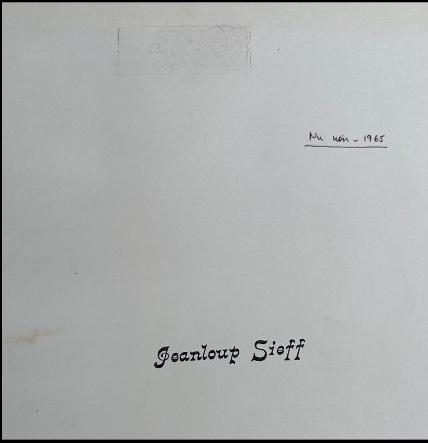 Nu noir - 1965
Jeanloup Sieff